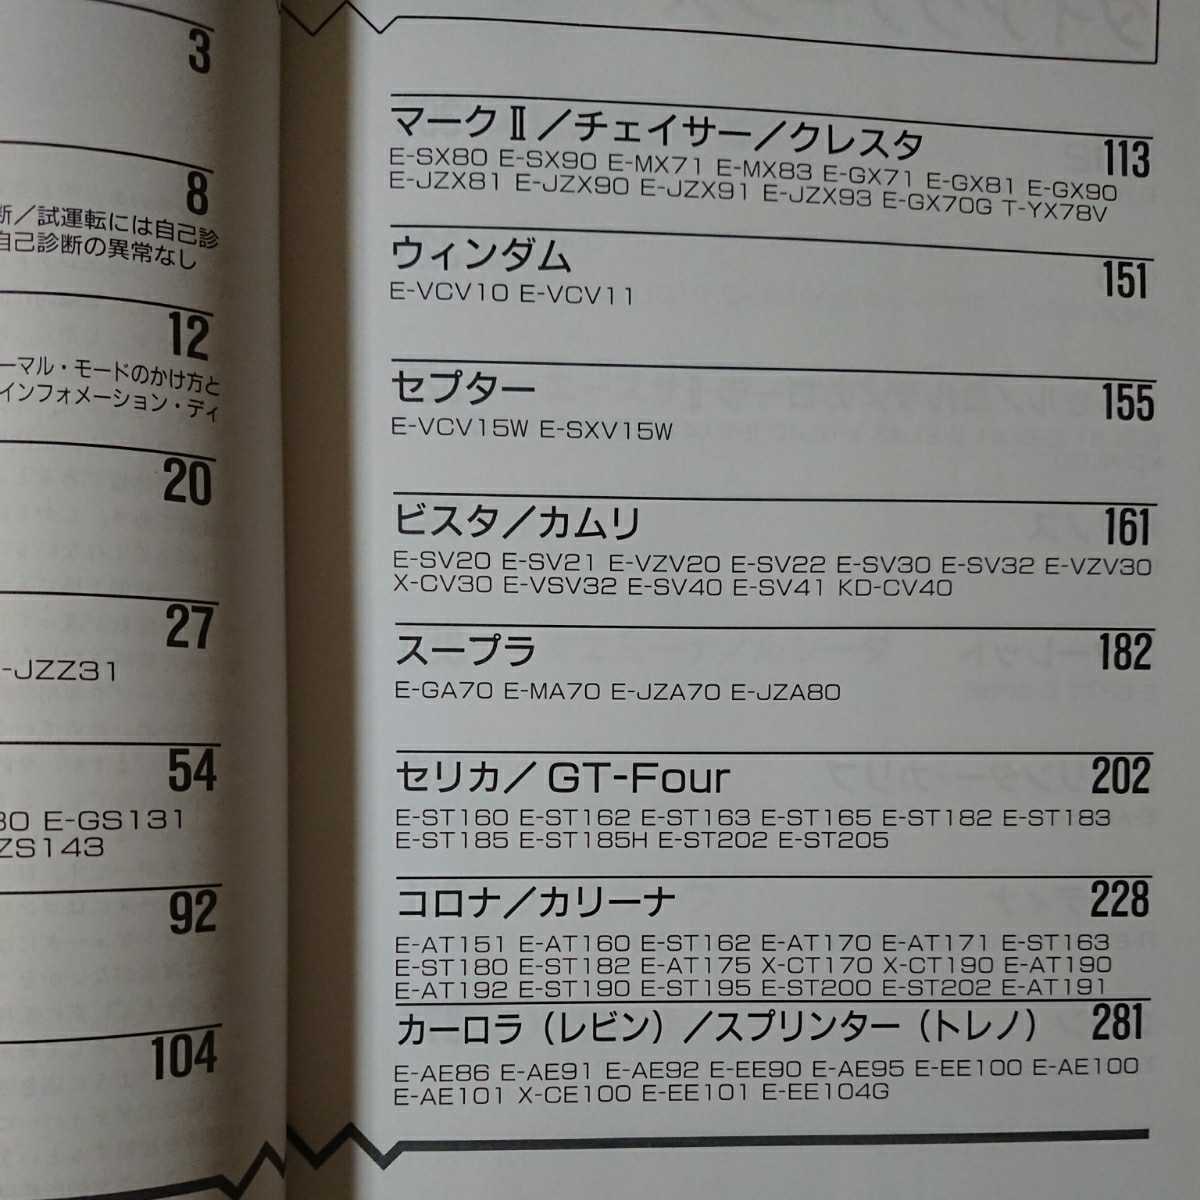 3
8
断／試運転には自己診
自己診断の異常なし
12
ーマル・モードのかけ方と
インフォメーション・ディ
20
27
-JZZ31
54
30 E-GS131
ZS143
92
104
マークⅡ／チェイサー／クレスタ 113
E-SX80 E-SX90 E-MX71 E-MX83 E-GX71 E-GX81 E-GX90
E-JZX81 E-JZX90 E-JZX91 E-JZX93 E-GX70G T-YX78V
ウィンダム 151
E-VCV10 E-VCV11
セプター 155
E-VCV15W E-SXV15W
ビスタ／カムリ 161
E-SV20 E-SV21 E-VZV20 E-SV22 E-SV30 E-SV32 E-VZV30
X-CV30 E-VSV32 E-SV40 E-SV41 KD-CV40
スープラ 182
E-GA70 E-MA70 E-JZA70 E-JZA80
セリカ／GT-Four 202
E-ST160 E-ST162 E-ST163 E-ST165 E-ST182 E-ST183
E-ST185 E-ST185H E-ST202 E-ST205
コロナ／カリーナ 228
E-AT151 E-AT160 E-ST162 E-AT170 E-AT171 E-ST163
E-ST180 E-ST182 E-AT175 X-CT170 X-CT190 E-AT190
E-AT192 E-ST190 E-ST195 E-ST200 E-ST202 E-AT191
カーロラ（レビン）／スプリンター（トレノ） 281
E-AE86 E-AE91 E-AE92 E-EE90 E-AE95 E-EE100 E-AE100
E-AE101 X-CE100 E-EE101 E-EE104G